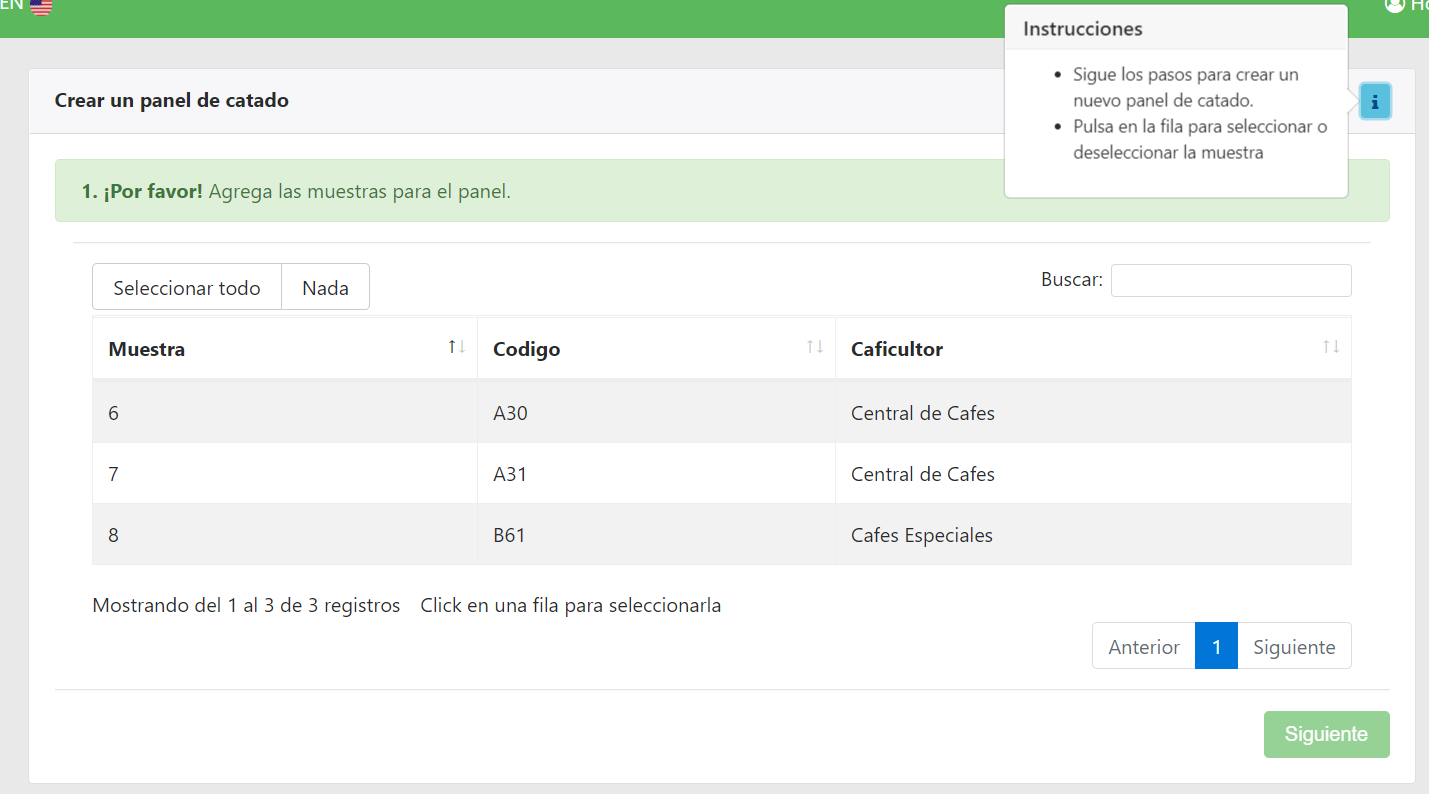 EN
Instrucciones
• Sigue los pasos para crear un
nuevo panel de catado.
• Pulsa en la fila para seleccionar o
deseleccionar la muestra
Crear un panel de catado
1. ¡Por favor! Agrega las muestras para el panel.
Seleccionar todo Nada
Buscar:
Muestra Codigo Caficultor
6 A30 Central de Cafes
7 A31 Central de Cafes
8 B61 Cafes Especiales
Mostrando del 1 al 3 de 3 registros Click en una fila para seleccionarla
Anterior 1 Siguiente
Siguiente